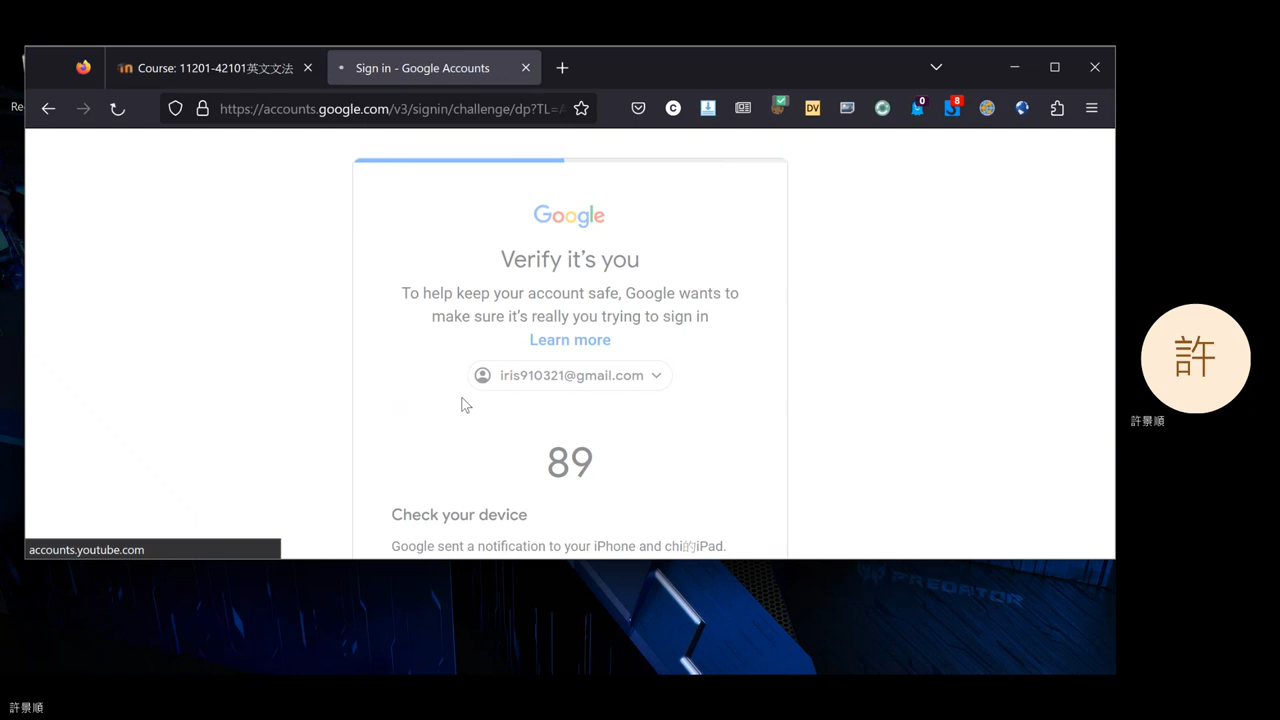 Course: 11201-42101英文文法
Sign in - Google Accounts
Re
https://accounts.google.com/v3/signin/challenge/dp?TL=A
C
DV
0
8
Google
Verify it's you
To help keep your account safe, Google wants to
make sure it's really you trying to sign in
Learn more
iris910321@gmail.com
89
Check your device
Google sent a notification to your iPhone and chi的iPad.
accounts.youtube.com
PREDATOR
許
許景順
許景順